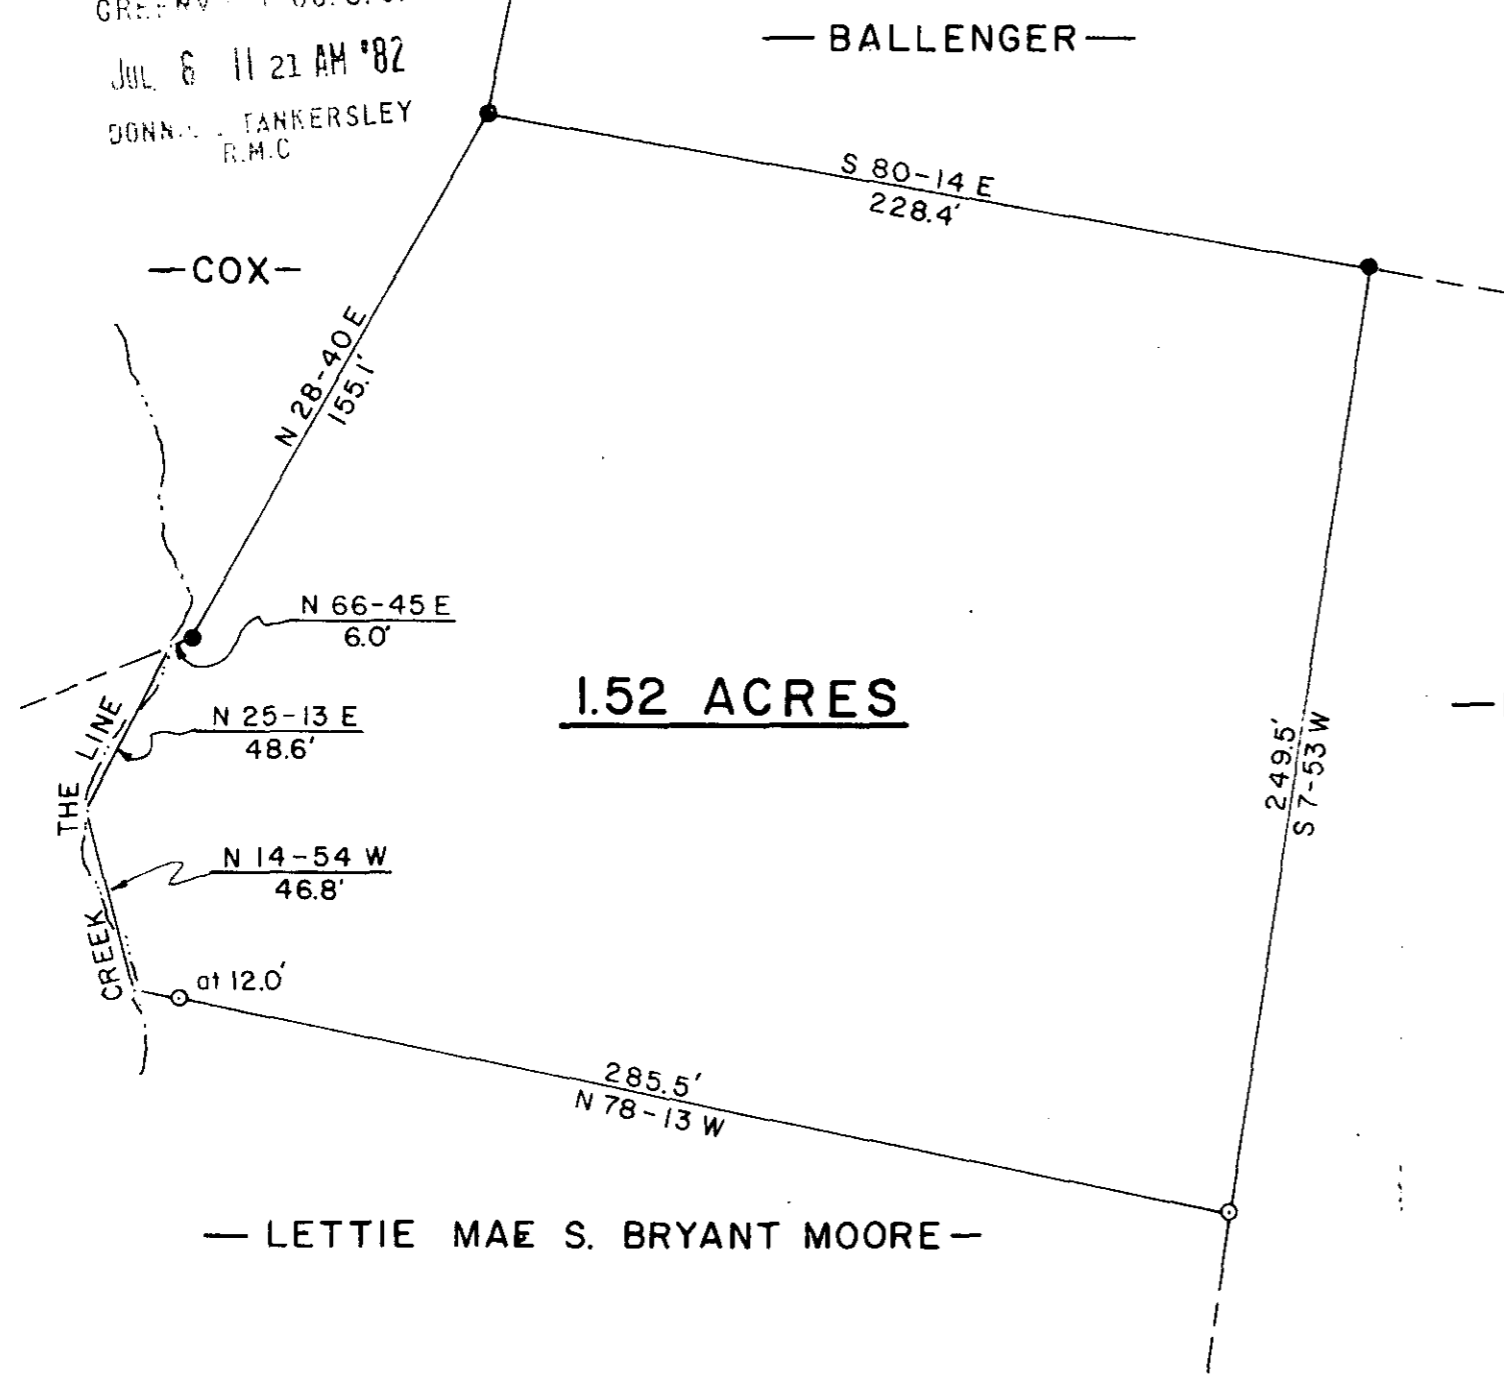 JUL 6 11 21 AM '82
TANKERSLEY
R.M.C
— BALLENGER —
S 80-14 E
228.4'
—COX—
N 28-40 E
155.1'
N 66-45 E
6.0'
1.52 ACRES
N 25-13 E
48.6'
249.5'
S 7-53 W
N 14-54 W
46.8'
CREEK THE LINE
at 12.0'
285.5'
N 78-13 W
— LETTIE MAE S. BRYANT MOORE —